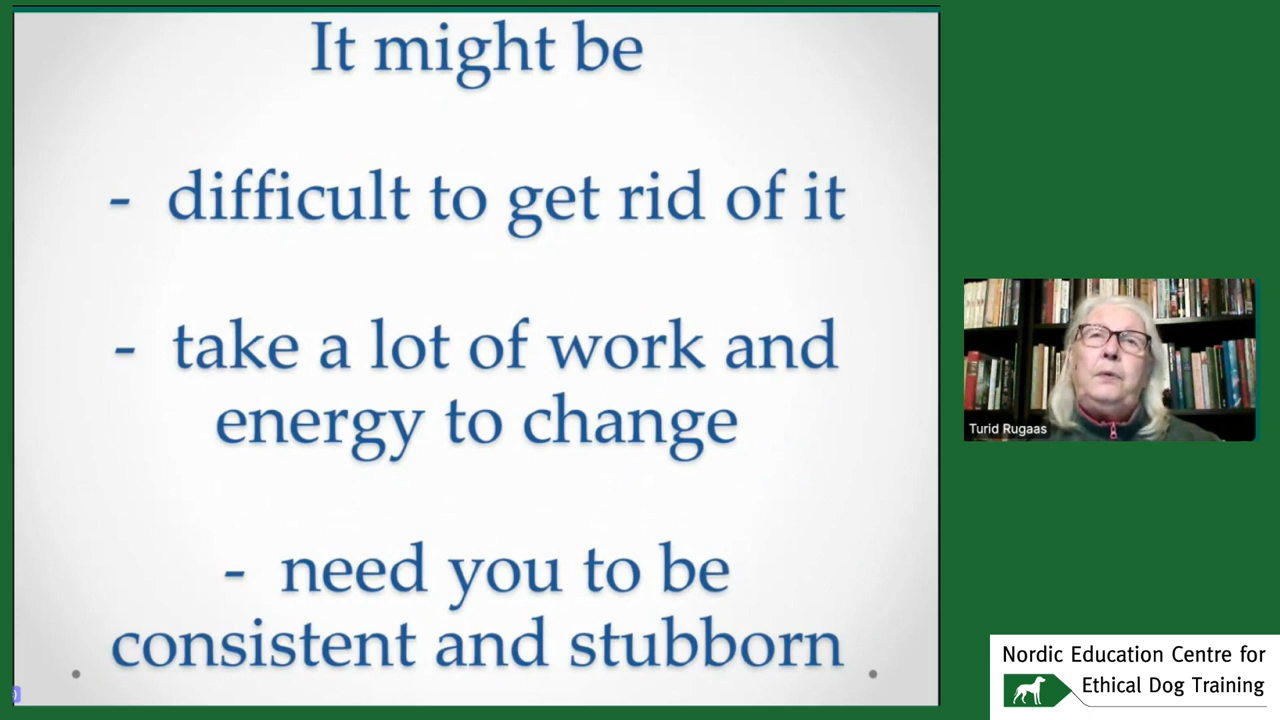 It might be
- difficult to get rid of it
- take a lot of work and
energy to change
- need you to be
consistent and stubborn
Turid Rugaas
Nordic Education Centre for
Ethical Dog Training